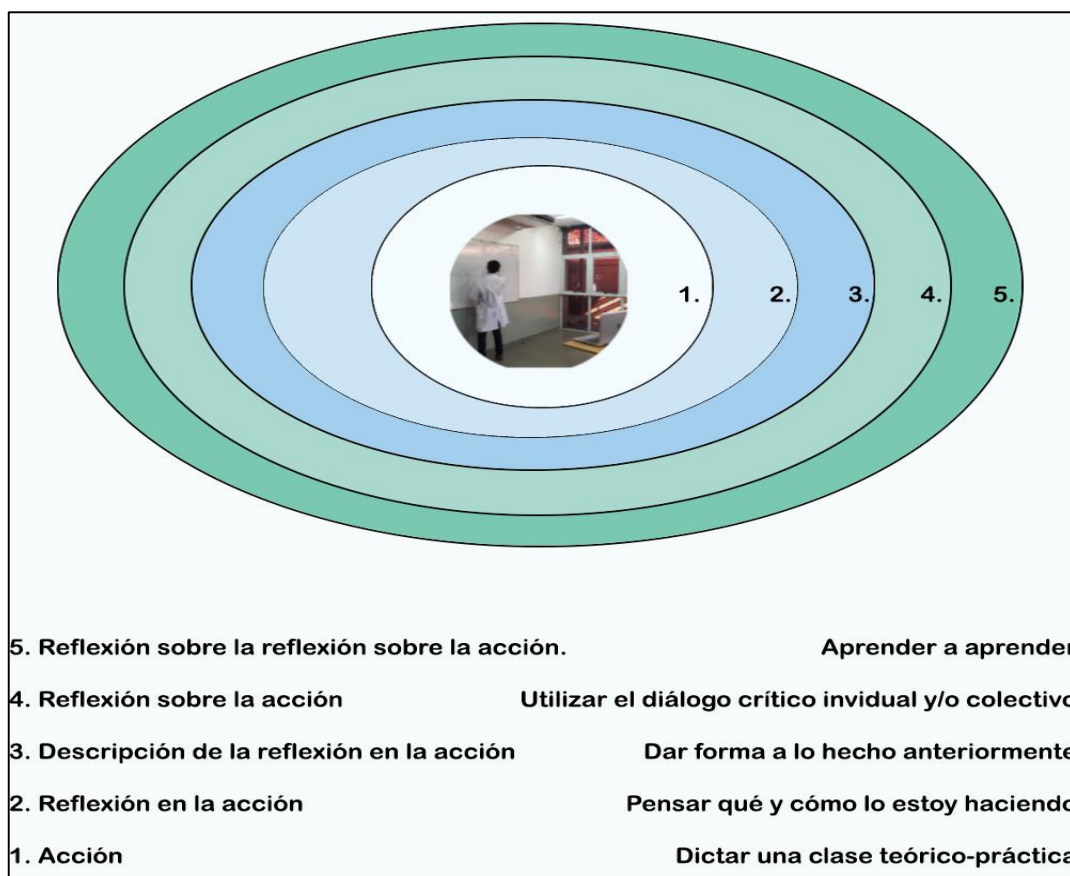 1. 2. 3. 4. 5.
5. Reflexión sobre la reflexión sobre la acción. Aprender a aprender
4. Reflexión sobre la acción Utilizar el diálogo crítico invidual y/o colectivo
3. Descripción de la reflexión en la acción Dar forma a lo hecho anteriormente
2. Reflexión en la acción Pensar qué y cómo lo estoy haciendo
1. Acción Dictar una clase teórico-práctica